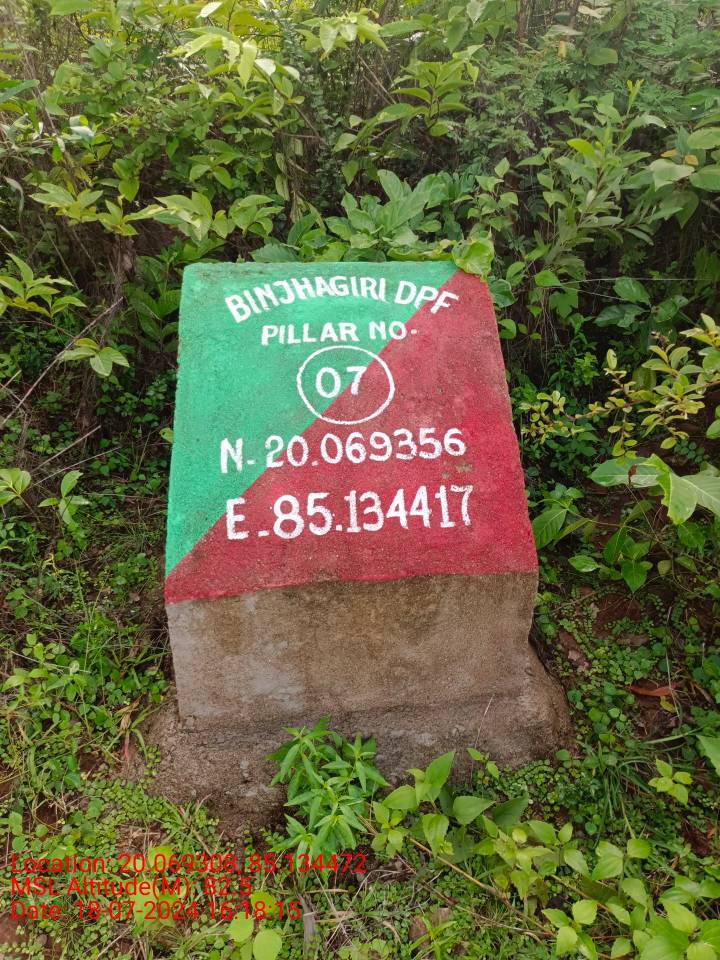 BINJHAGIRI DPF
PILLAR NO.
07
N. 20.069356
E. 85.134417
Location: 20.069308, 85.134472
MSL Altitude(M): 82.5
Date: 18-07-2024 16:18:15